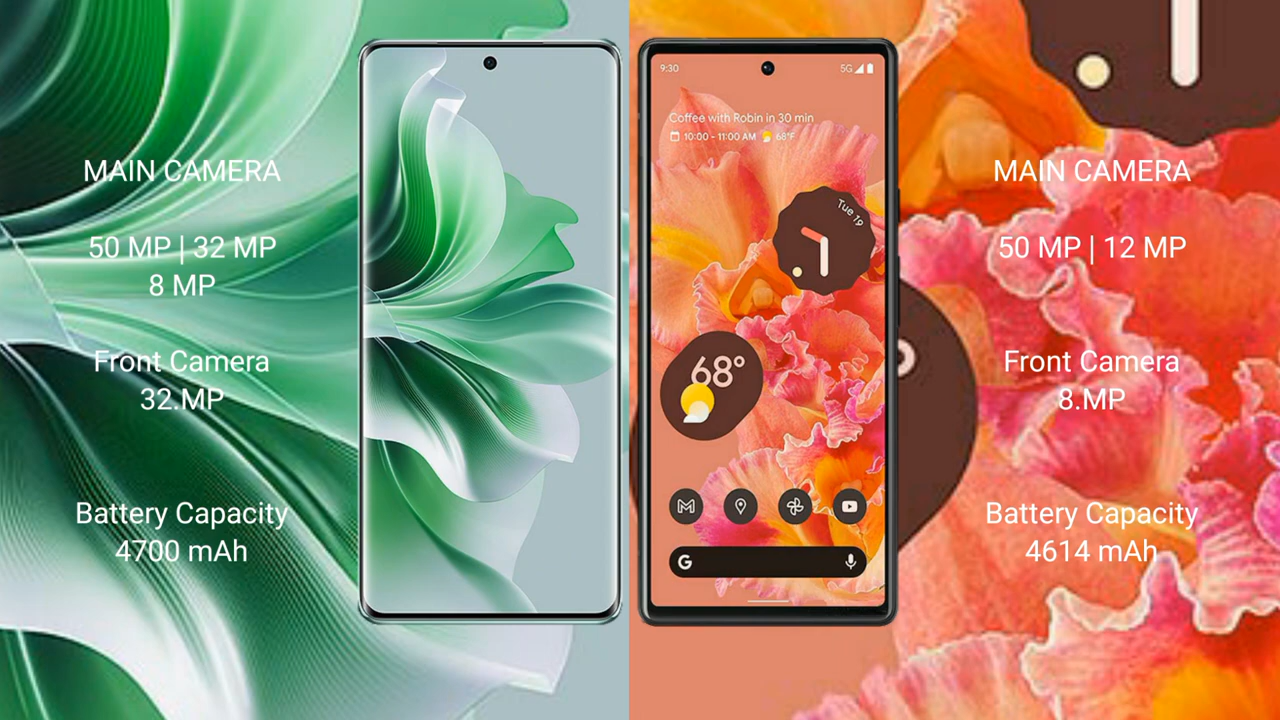 MAIN CAMERA
50 MP | 32 MP
8 MP
Front Camera
32.MP
Battery Capacity
4700 mAh
9:30
5G
Coffee with Robin in 30 min
10:00 - 11:00 AM 68°F
Tue 19
68°
G
MAIN CAMERA
50 MP | 12 MP
Front Camera
8.MP
Battery Capacity
4614 mAh